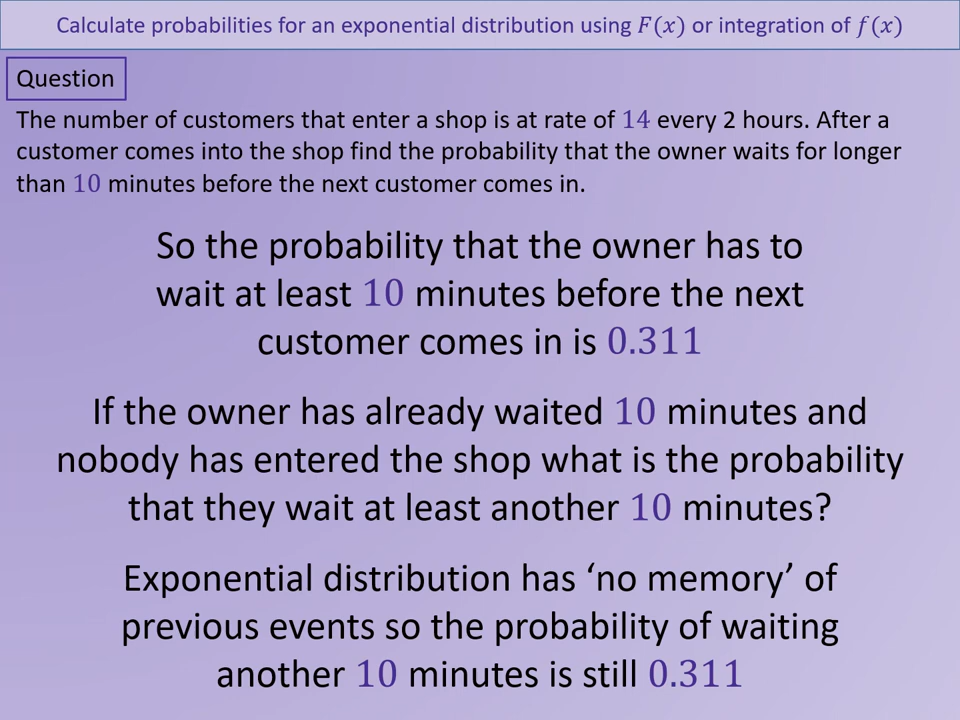 Calculate probabilities for an exponential distribution using F(x) or integration of f(x)
Question
The number of customers that enter a shop is at rate of 14 every 2 hours. After a
customer comes into the shop find the probability that the owner waits for longer
than 10 minutes before the next customer comes in.
So the probability that the owner has to
wait at least 10 minutes before the next
customer comes in is 0.311
If the owner has already waited 10 minutes and
nobody has entered the shop what is the probability
that they wait at least another 10 minutes?
Exponential distribution has ‘no memory’ of
previous events so the probability of waiting
another 10 minutes is still 0.311